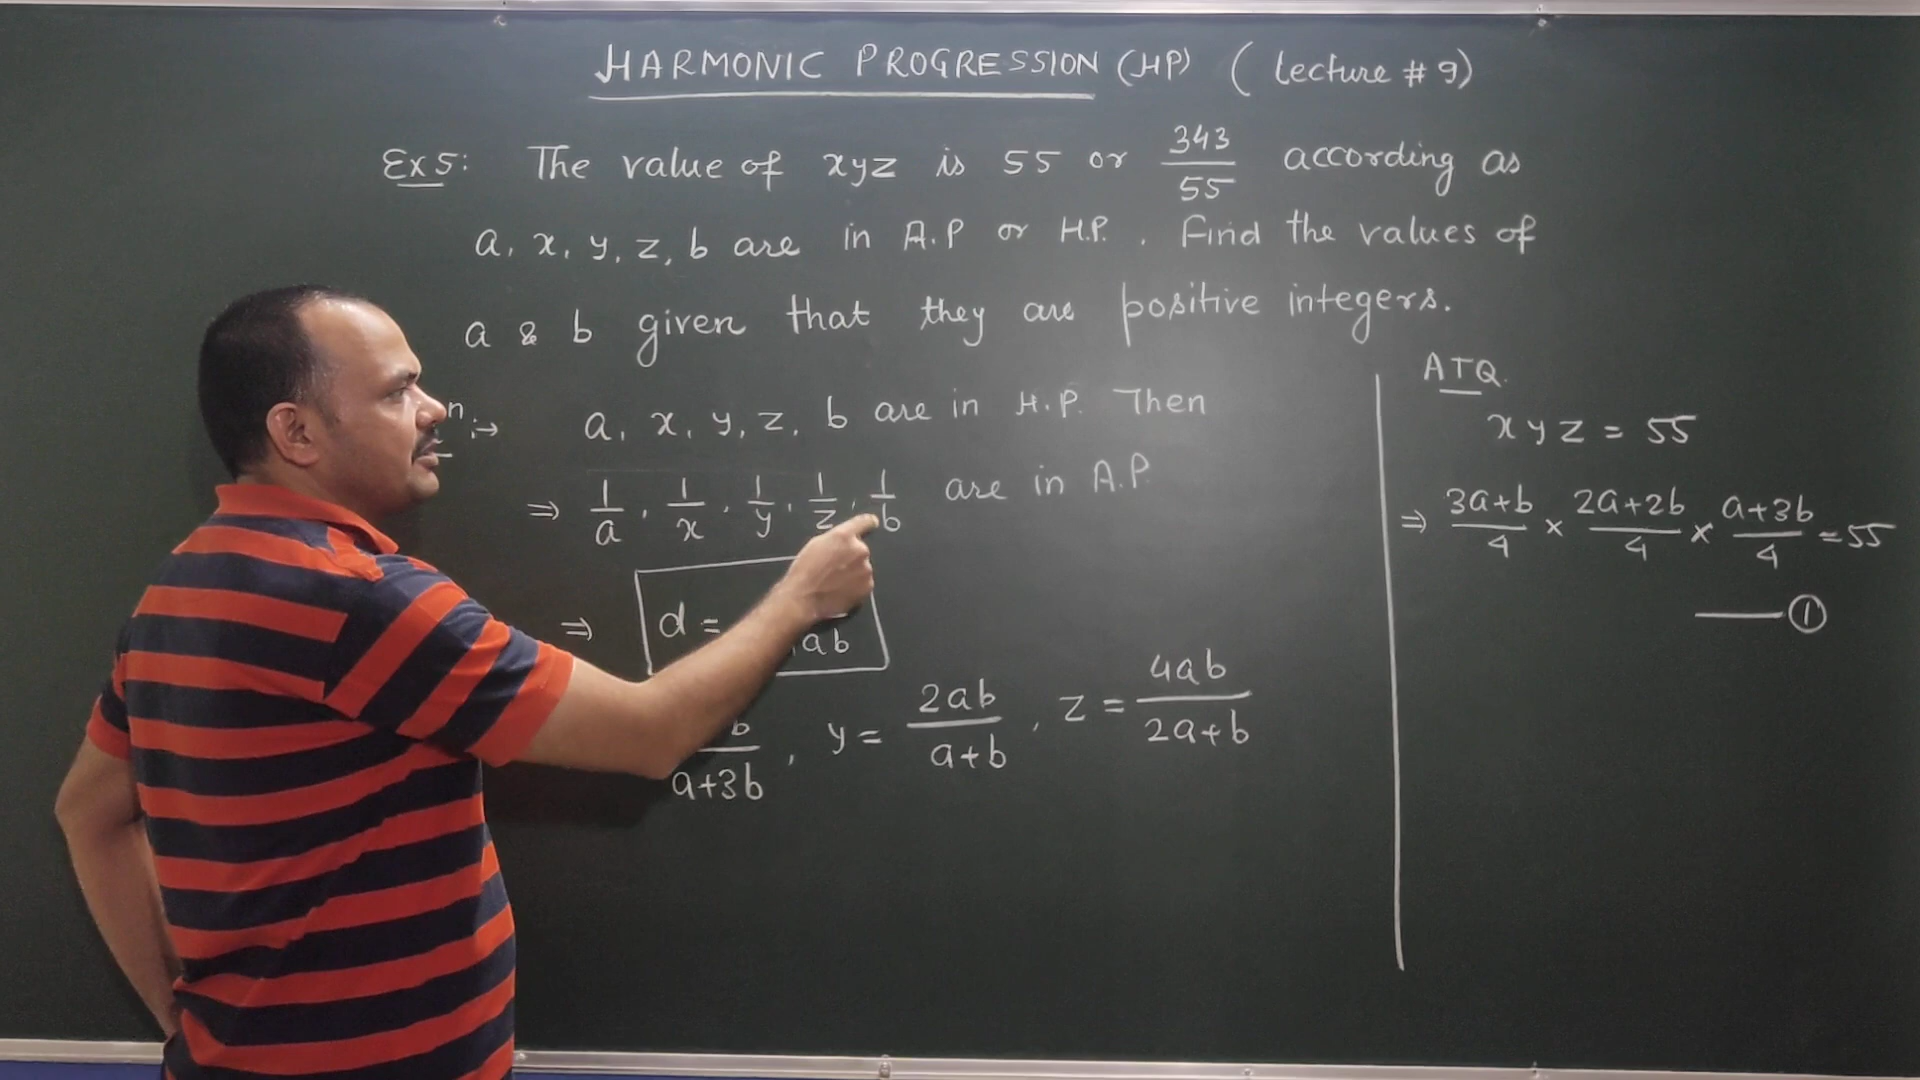 HARMONIC PROGRESSION (HP) ( Lecture # 9)
Ex 5: The value of xyz is 55 or 343/55 according as
a, x, y, z, b are in A.P or H.P. . Find the values of
a & b given that they are positive integers.
n :→ a, x, y, z, b are in H.P. Then
⇒ 1/a, 1/x, 1/y, 1/z, 1/b are in A.P
⇒ d = ab
b/a+3b , y = 2ab/a+b , z = 4ab/2a+b
ATQ.
xyz = 55
⇒ 3a+b/4 × 2a+2b/4 × a+3b/4 = 55
—— ①